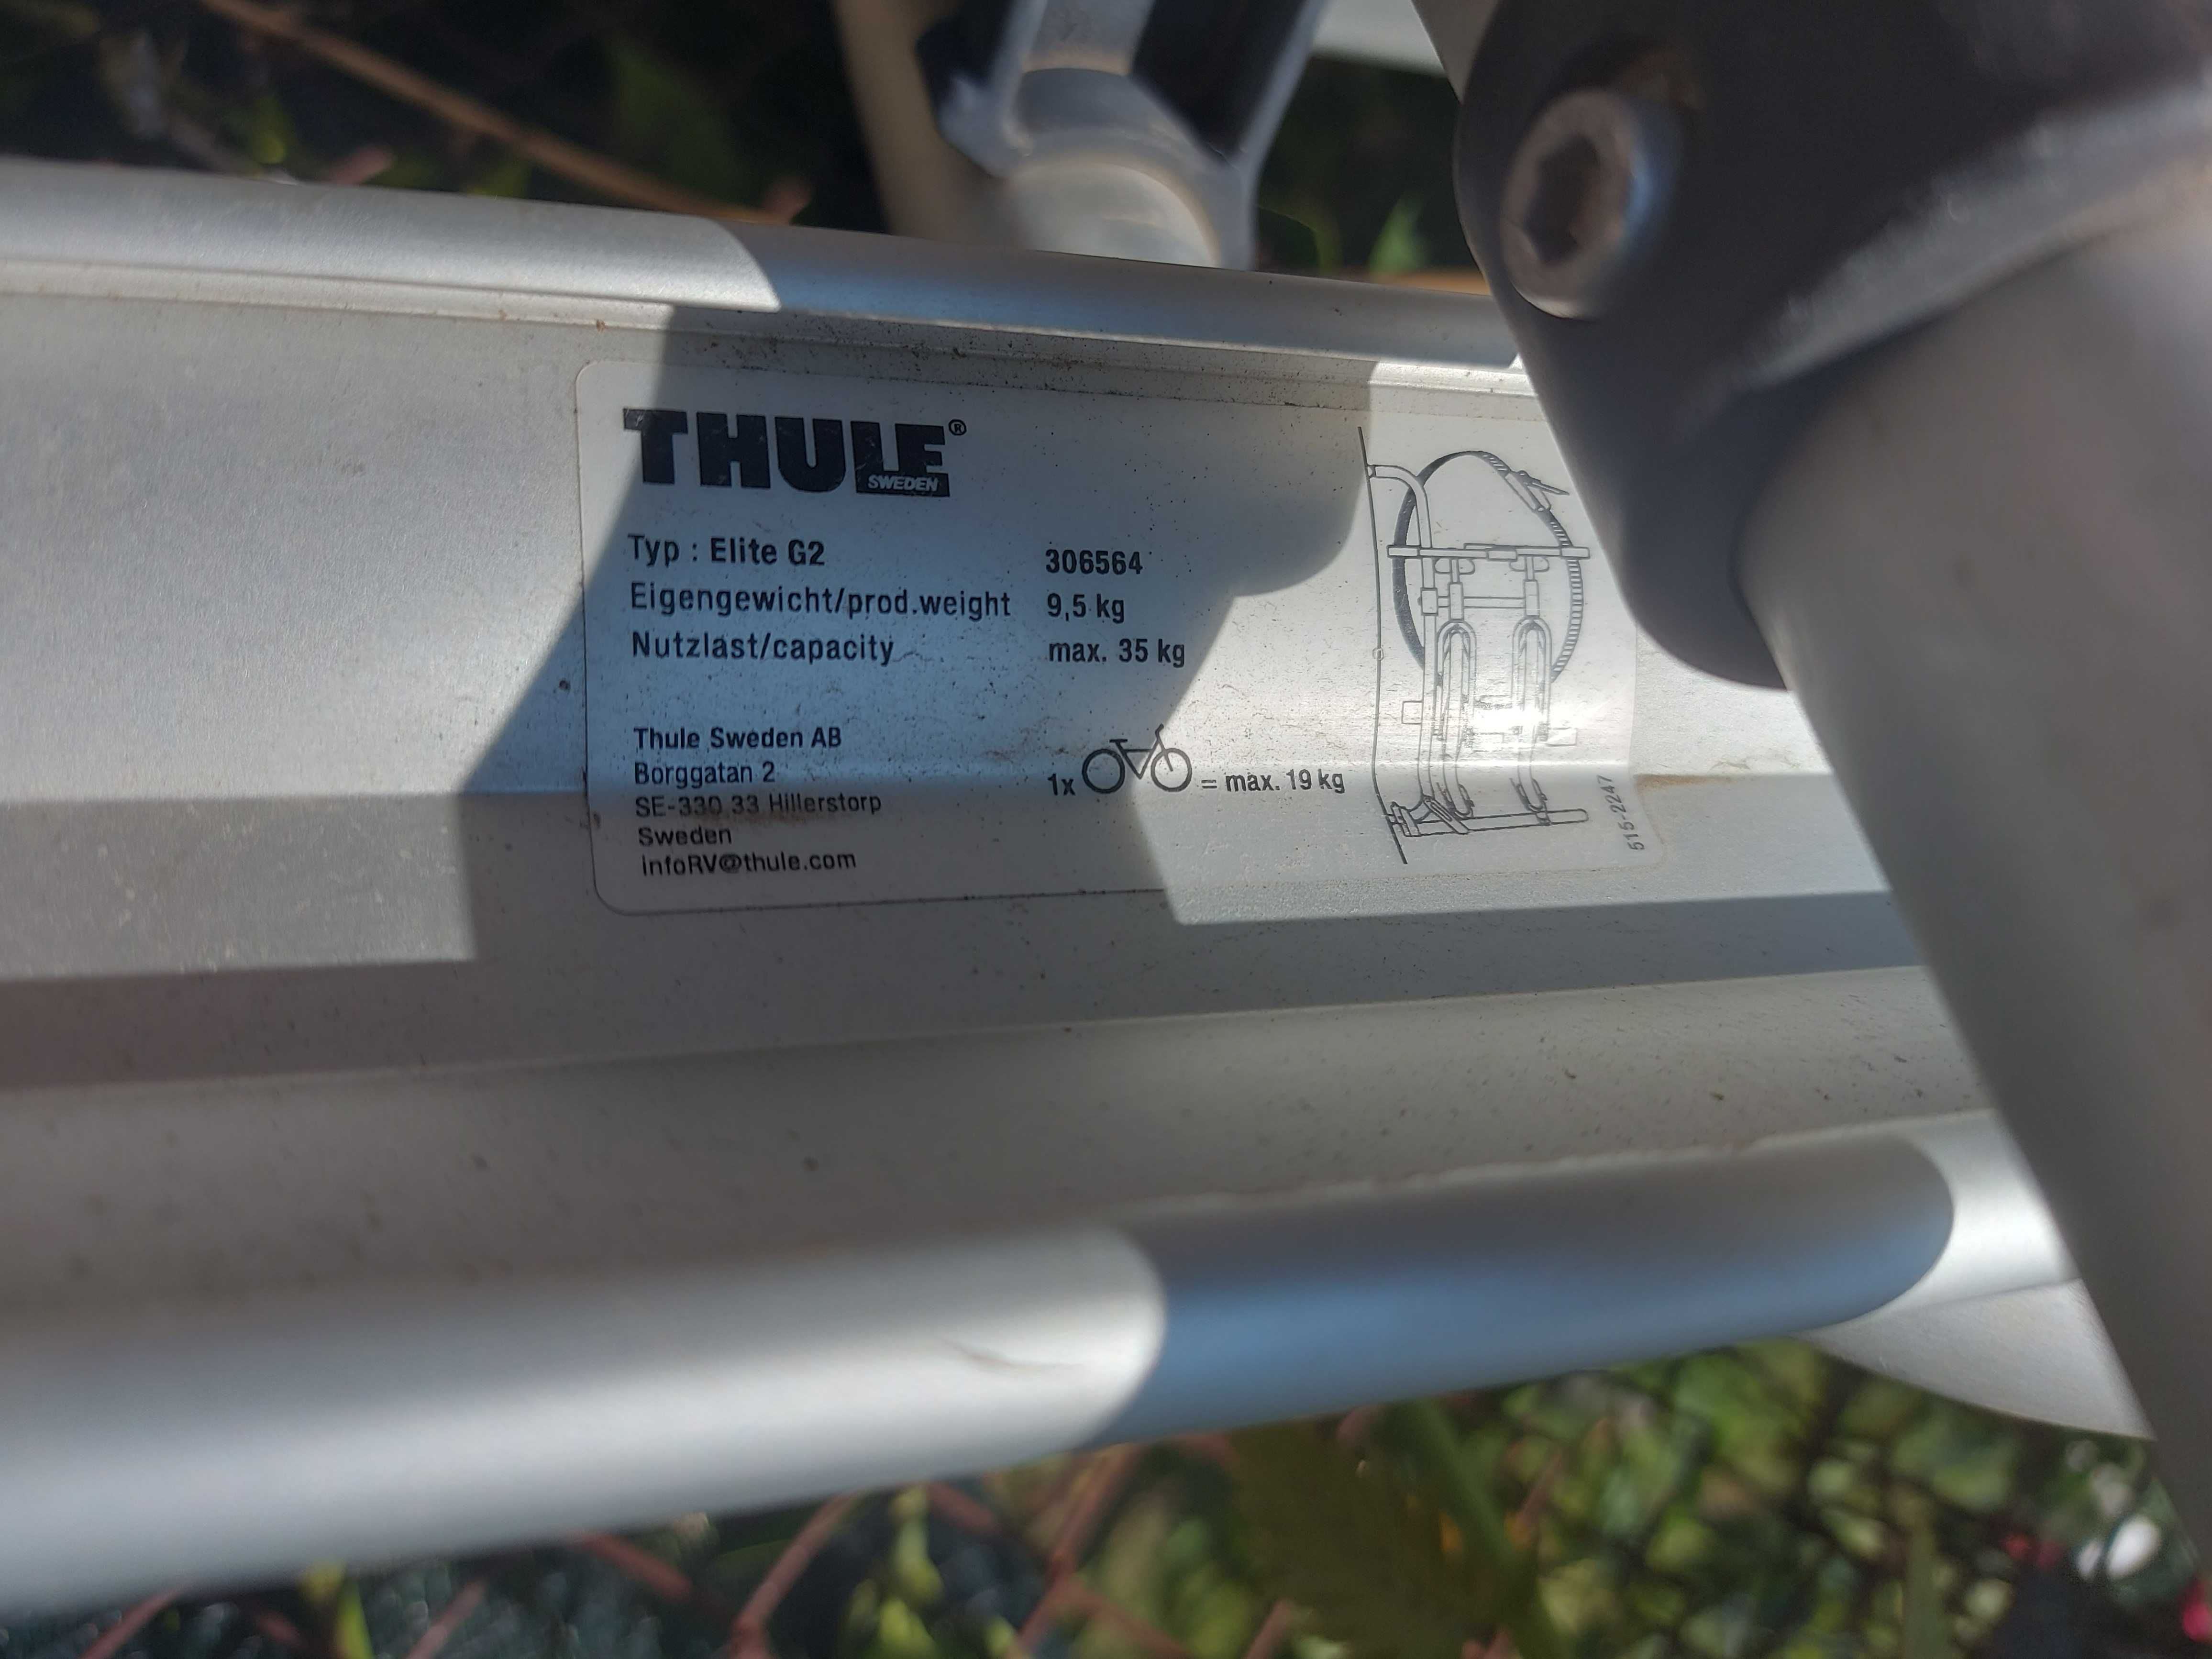 THULE®
SWEDEN
Typ : Elite G2 306564
Eigengewicht/prod.weight 9,5 kg
Nutzlast/capacity max. 35 kg
Thule Sweden AB
Borggatan 2
SE-330 33 Hillerstorp
Sweden
infoRV@thule.com
1x = max. 19 kg
515-2247